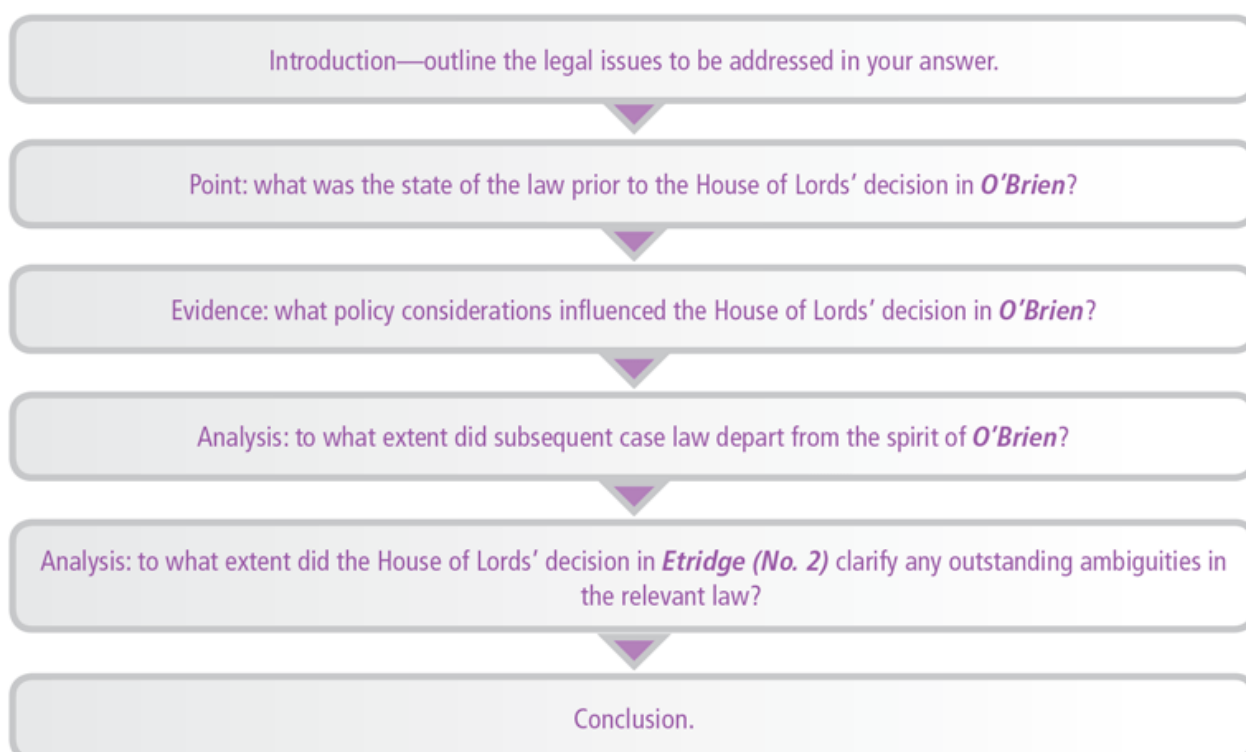 Introduction—outline the legal issues to be addressed in your answer.
Point: what was the state of the law prior to the House of Lords’ decision in O’Brien?
Evidence: what policy considerations influenced the House of Lords’ decision in O’Brien?
Analysis: to what extent did subsequent case law depart from the spirit of O’Brien?
Analysis: to what extent did the House of Lords’ decision in Etridge (No. 2) clarify any outstanding ambiguities in
the relevant law?
Conclusion.